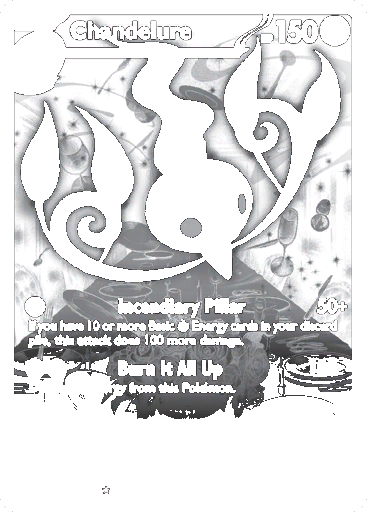 Chandelure 150
Incendiary Pillar 50+
If you have 10 or more Basic Energy cards in your discard
pile, this attack does 100 more damage.
Burn It All Up
from this Pokémon.